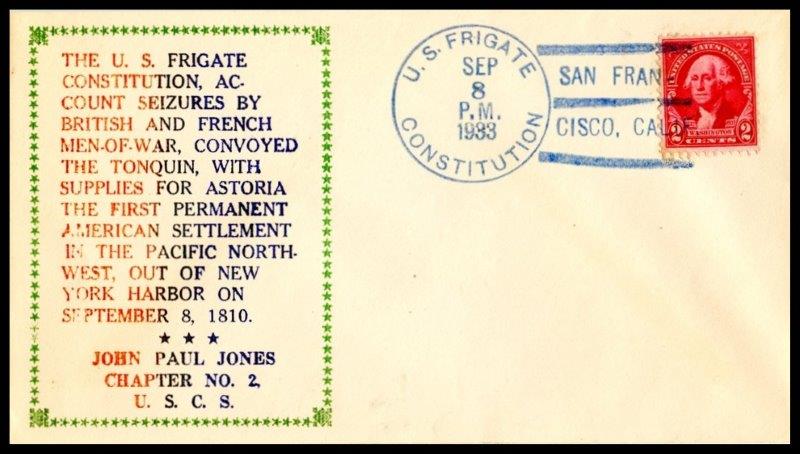 THE U. S. FRIGATE
CONSTITUTION, AC-
COUNT SEIZURES BY
BRITISH AND FRENCH
MEN-OF-WAR, CONVOYED
THE TONQUIN, WITH
SUPPLIES FOR ASTORIA
THE FIRST PERMANENT
AMERICAN SETTLEMENT
IN THE PACIFIC NORTH-
WEST, OUT OF NEW
YORK HARBOR ON
SEPTEMBER 8, 1810.
★ ★ ★
JOHN PAUL JONES
CHAPTER NO. 2,
U. S. C. S.
U. S. FRIGATE
SEP
8
P.M.
1933
CONSTITUTION
SAN FRAN
CISCO, CALIF
UNITED STATES POSTAGE
WASHINGTON
2 CENTS 2